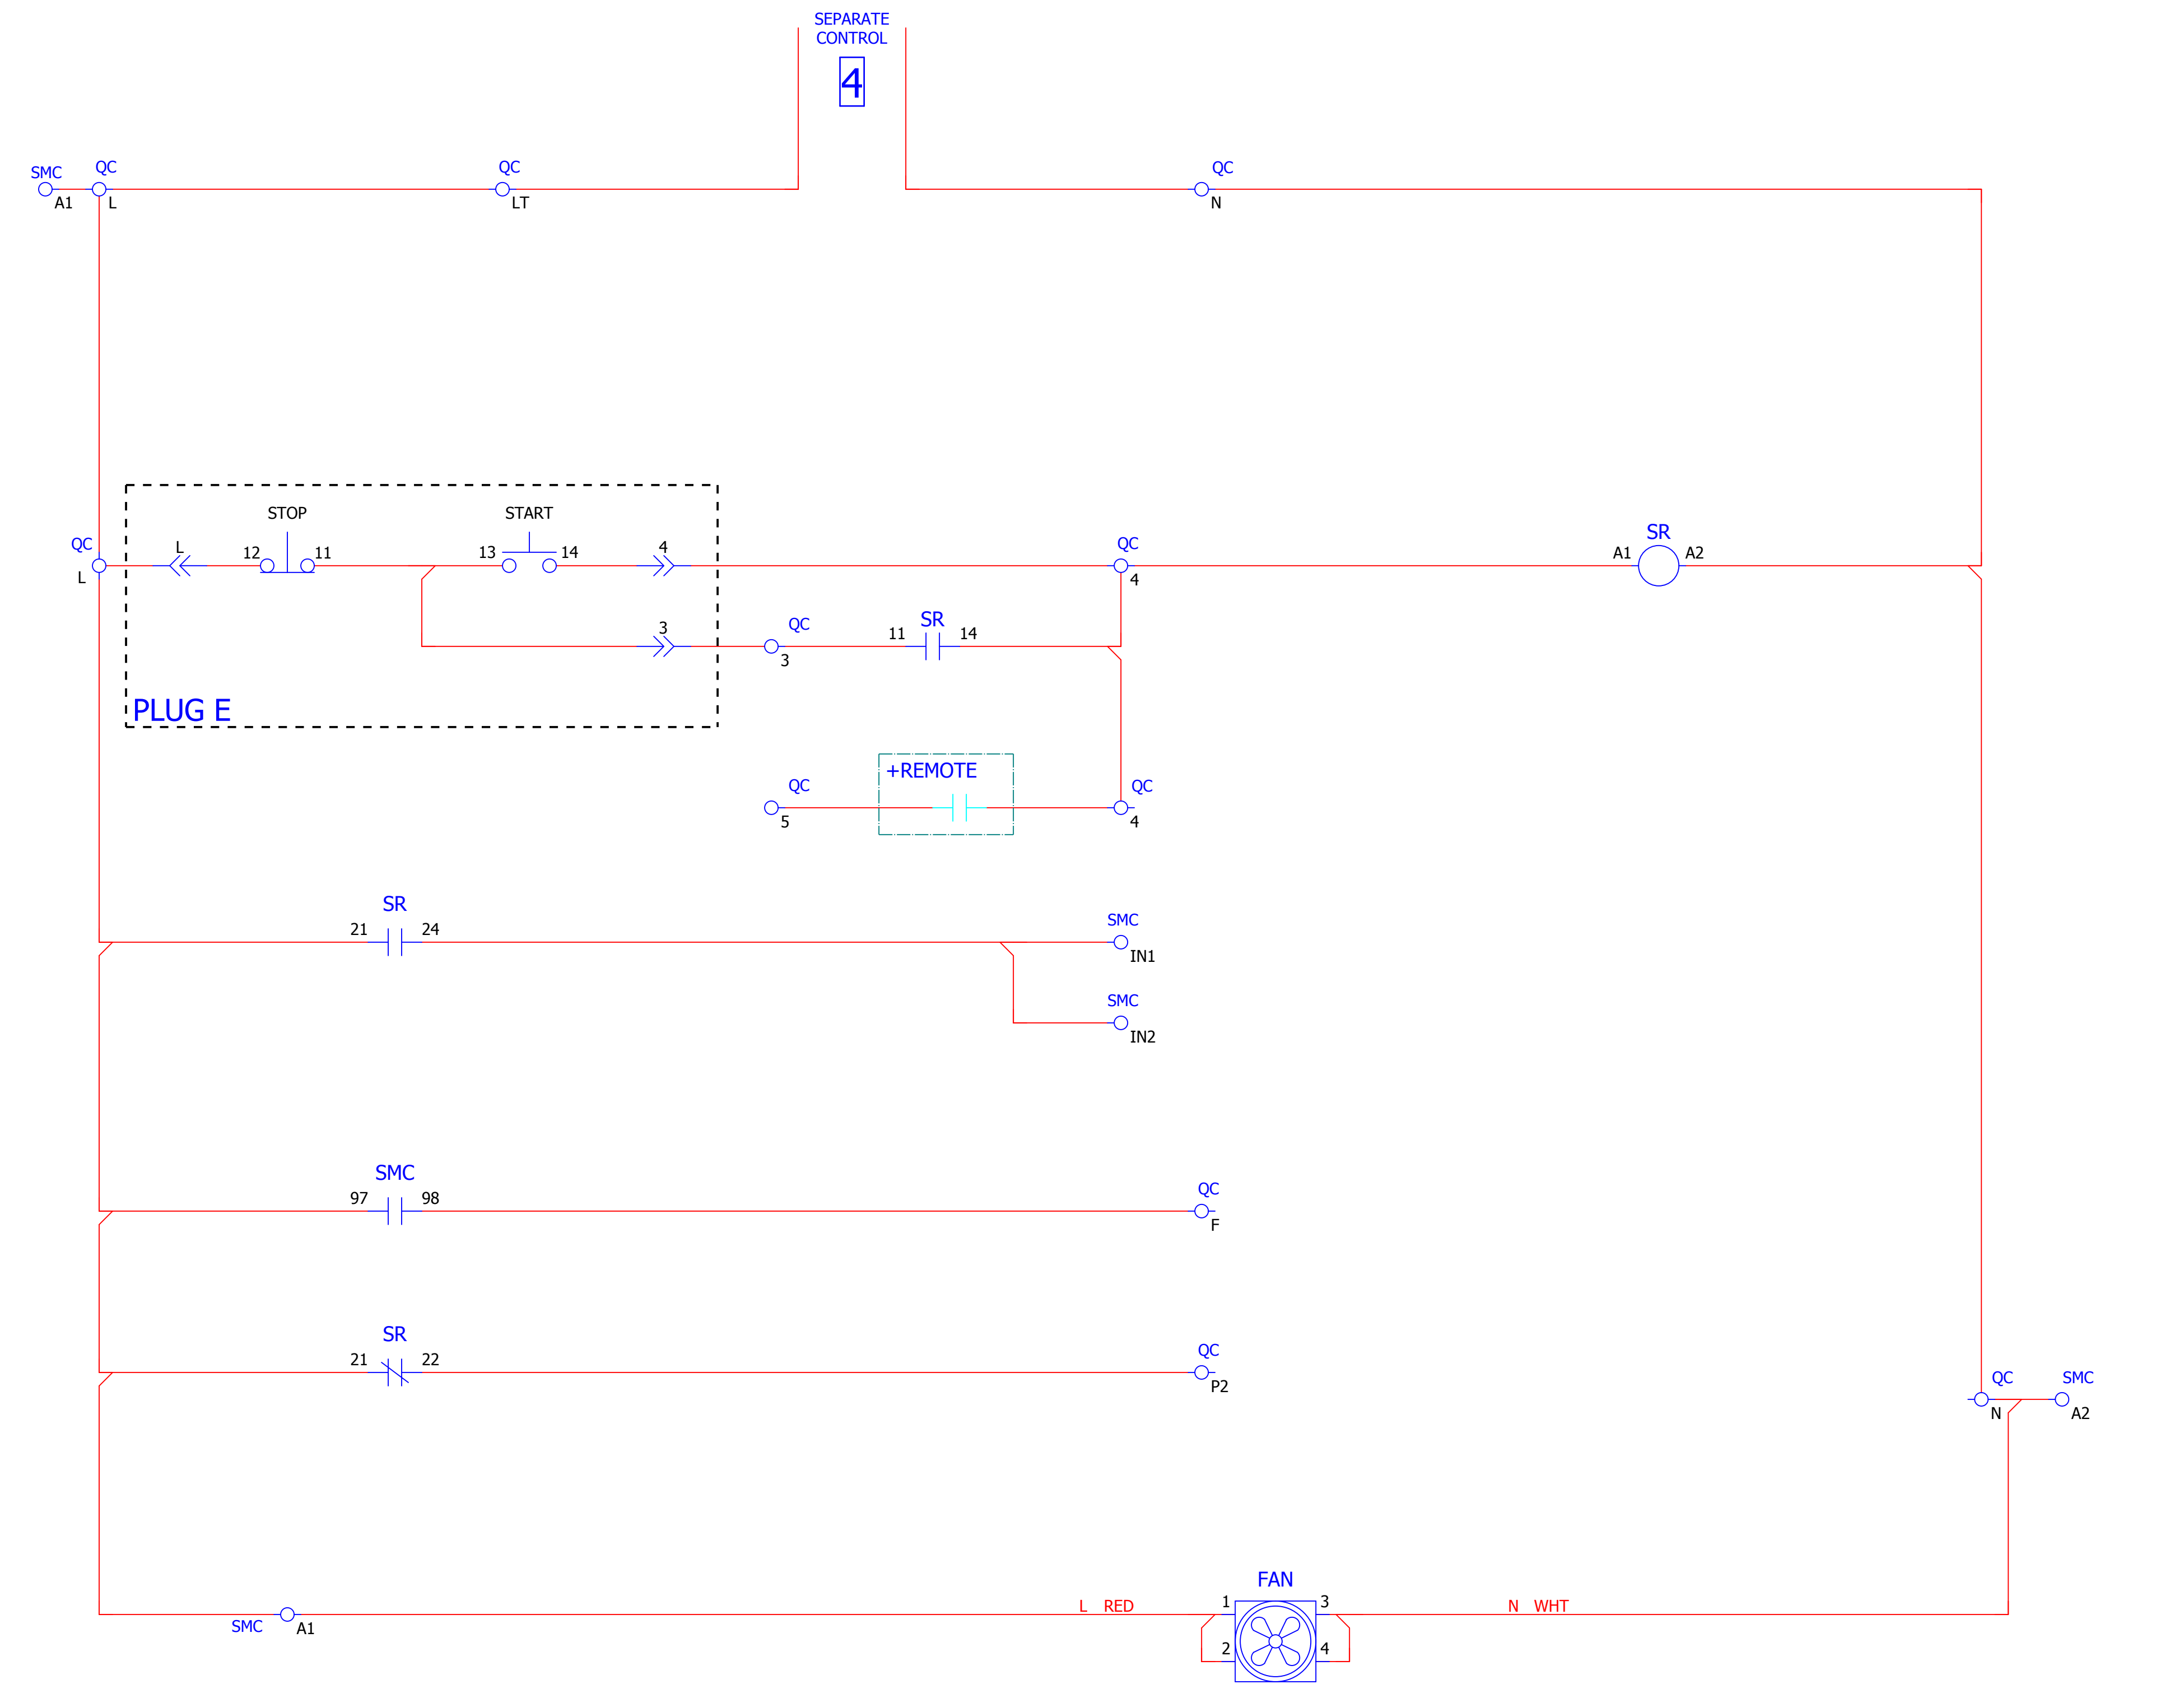 SEPARATE
CONTROL
4
SMC
A1
QC
L
QC
LT
QC
N
STOP
START
QC
L
L
12
11
13
14
4
QC
4
SR
A1
A2
3
QC
3
SR
11
14
PLUG E
+REMOTE
QC
5
QC
4
SR
21
24
SMC
IN1
SMC
IN2
SMC
97
98
QC
F
SR
21
22
QC
P2
QC
N
SMC
A2
FAN
SMC
A1
L RED
1
2
3
4
N WHT